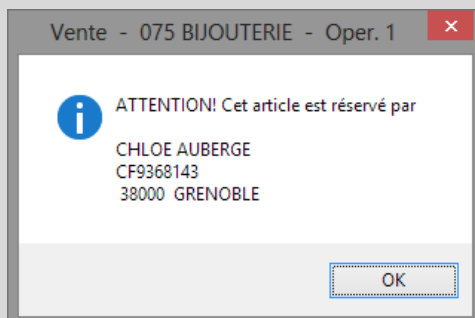 Vente - 075 BIJOUTERIE - Oper. 1
ATTENTION! Cet article est réservé par
CHLOE AUBERGE
CF9368143
38000 GRENOBLE
OK